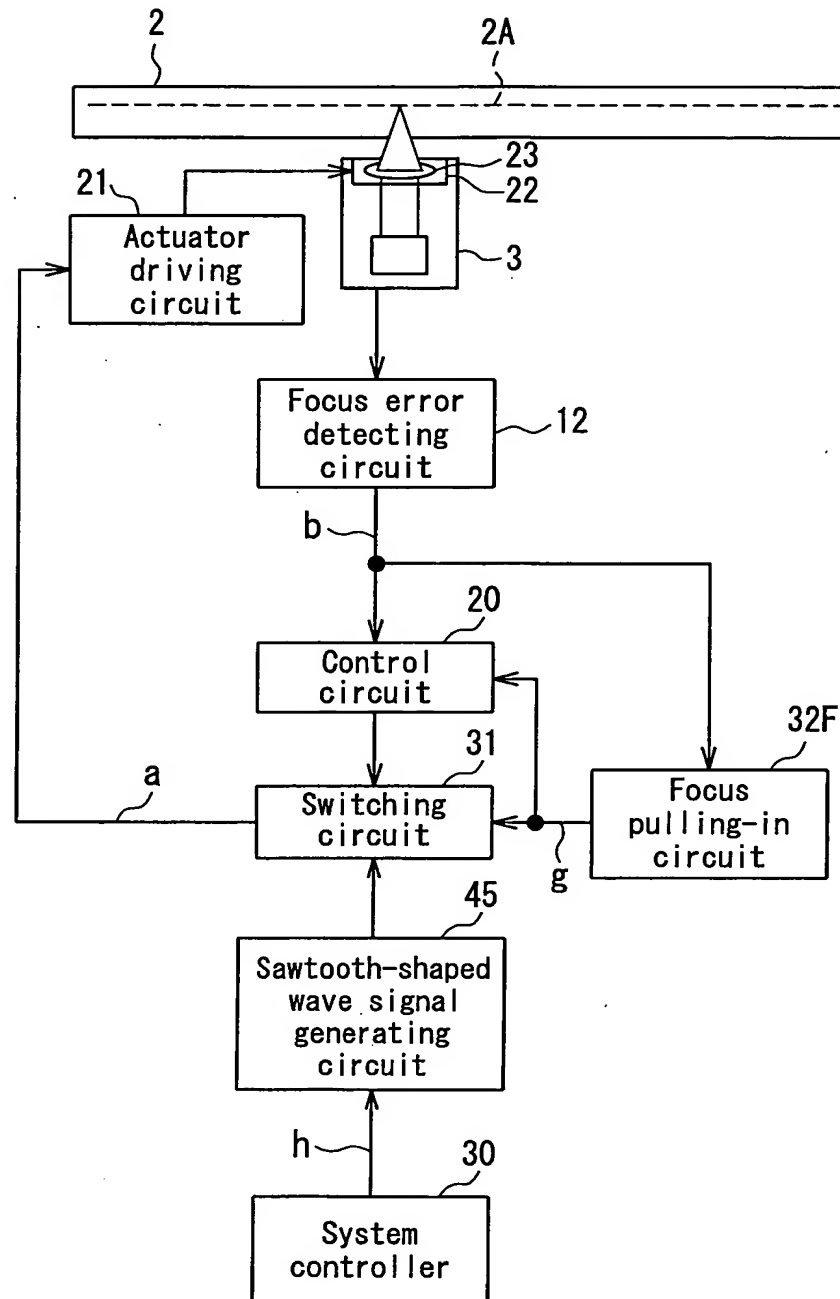 2
2A
23
22
21
Actuator
driving
circuit
3
Focus error
detecting
circuit
12
b
20
Control
circuit
32F
31
a
Switching
circuit
Focus
pulling-in
circuit
g
45
Sawtooth-shaped
wave signal
generating
circuit
h
30
System
controller